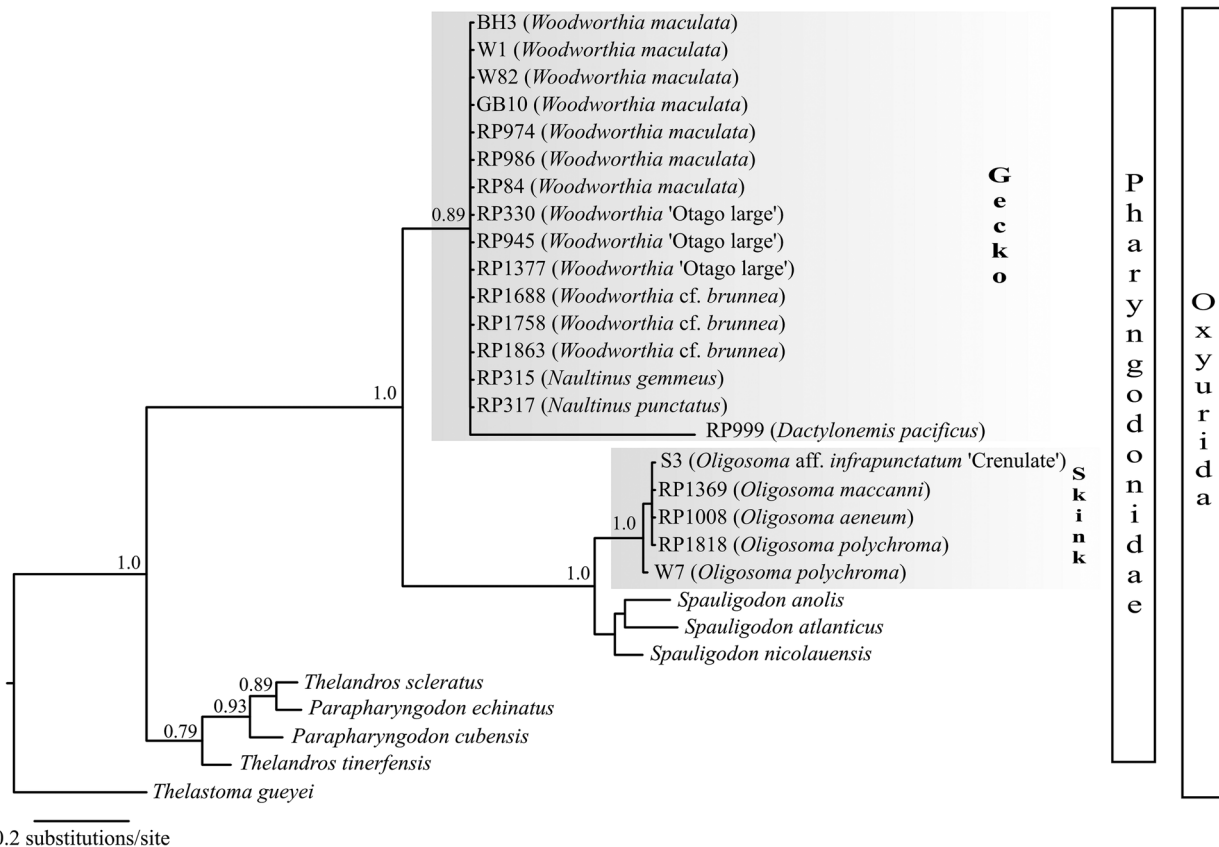 BH3 (Woodworthia maculata)
W1 (Woodworthia maculata)
W82 (Woodworthia maculata)
GB10 (Woodworthia maculata)
RP974 (Woodworthia maculata)
RP986 (Woodworthia maculata)
RP84 (Woodworthia maculata)
0.89
RP330 (Woodworthia 'Otago large')
RP945 (Woodworthia 'Otago large')
RP1377 (Woodworthia 'Otago large')
RP1688 (Woodworthia cf. brunnea)
RP1758 (Woodworthia cf. brunnea)
RP1863 (Woodworthia cf. brunnea)
RP315 (Naultinus gemmeus)
RP317 (Naultinus punctatus)
RP999 (Dactylonemis pacificus)
Gecko
1.0
S3 (Oligosoma aff. infrapunctatum 'Crenulate')
RP1369 (Oligosoma maccanni)
RP1008 (Oligosoma aeneum)
RP1818 (Oligosoma polychroma)
W7 (Oligosoma polychroma)
Skink
1.0
1.0
1.0
Spauligodon anolis
Spauligodon atlanticus
Spauligodon nicolauensis
0.89
Thelandros scleratus
0.93
Parapharyngodon echinatus
0.79
Parapharyngodon cubensis
Thelandros tinerfensis
Thelastoma gueyei
Pharyngodonidae
Oxyurida
0.2 substitutions/site